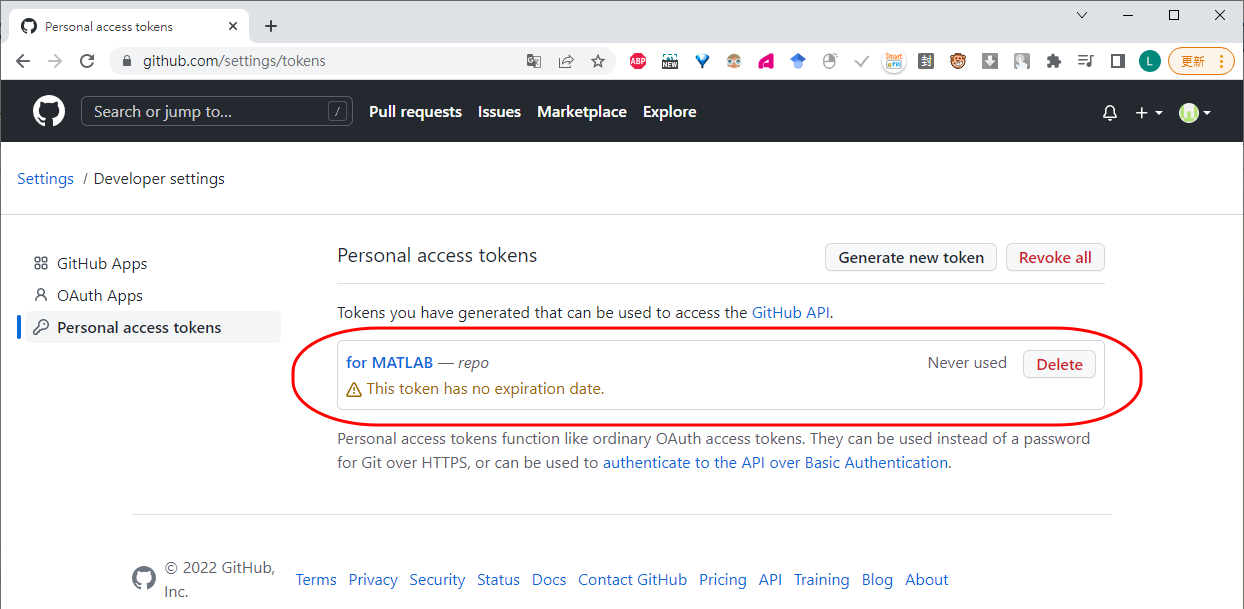 Personal access tokens
github.com/settings/tokens
ABP
NEW
Smart
封
L
更新
Search or jump to...
/
Pull requests
Issues
Marketplace
Explore
Settings / Developer settings
GitHub Apps
OAuth Apps
Personal access tokens
Personal access tokens
Generate new token
Revoke all
Tokens you have generated that can be used to access the GitHub API.
for MATLAB — repo
Never used
Delete
This token has no expiration date.
Personal access tokens function like ordinary OAuth access tokens. They can be used instead of a password
for Git over HTTPS, or can be used to authenticate to the API over Basic Authentication.
© 2022 GitHub,
Inc.
Terms
Privacy
Security
Status
Docs
Contact GitHub
Pricing
API
Training
Blog
About